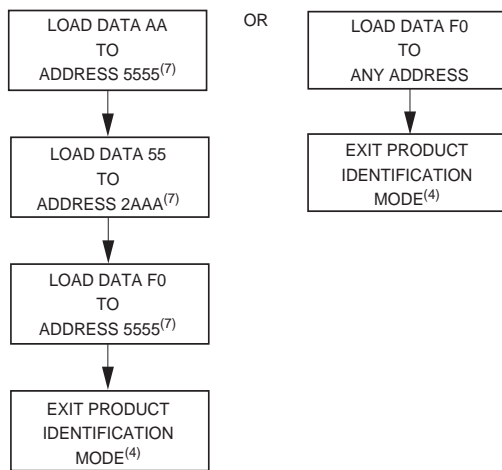 LOAD DATA AA
TO
ADDRESS 5555(7)
LOAD DATA 55
TO
ADDRESS 2AAA(7)
LOAD DATA F0
TO
ADDRESS 5555(7)
EXIT PRODUCT
IDENTIFICATION
MODE(4)
OR
LOAD DATA F0
TO
ANY ADDRESS
EXIT PRODUCT
IDENTIFICATION
MODE(4)